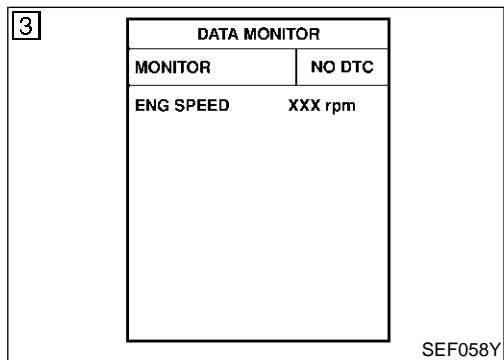 3
DATA MONITOR
MONITOR NO DTC
ENG SPEED XXX rpm
SEF058Y